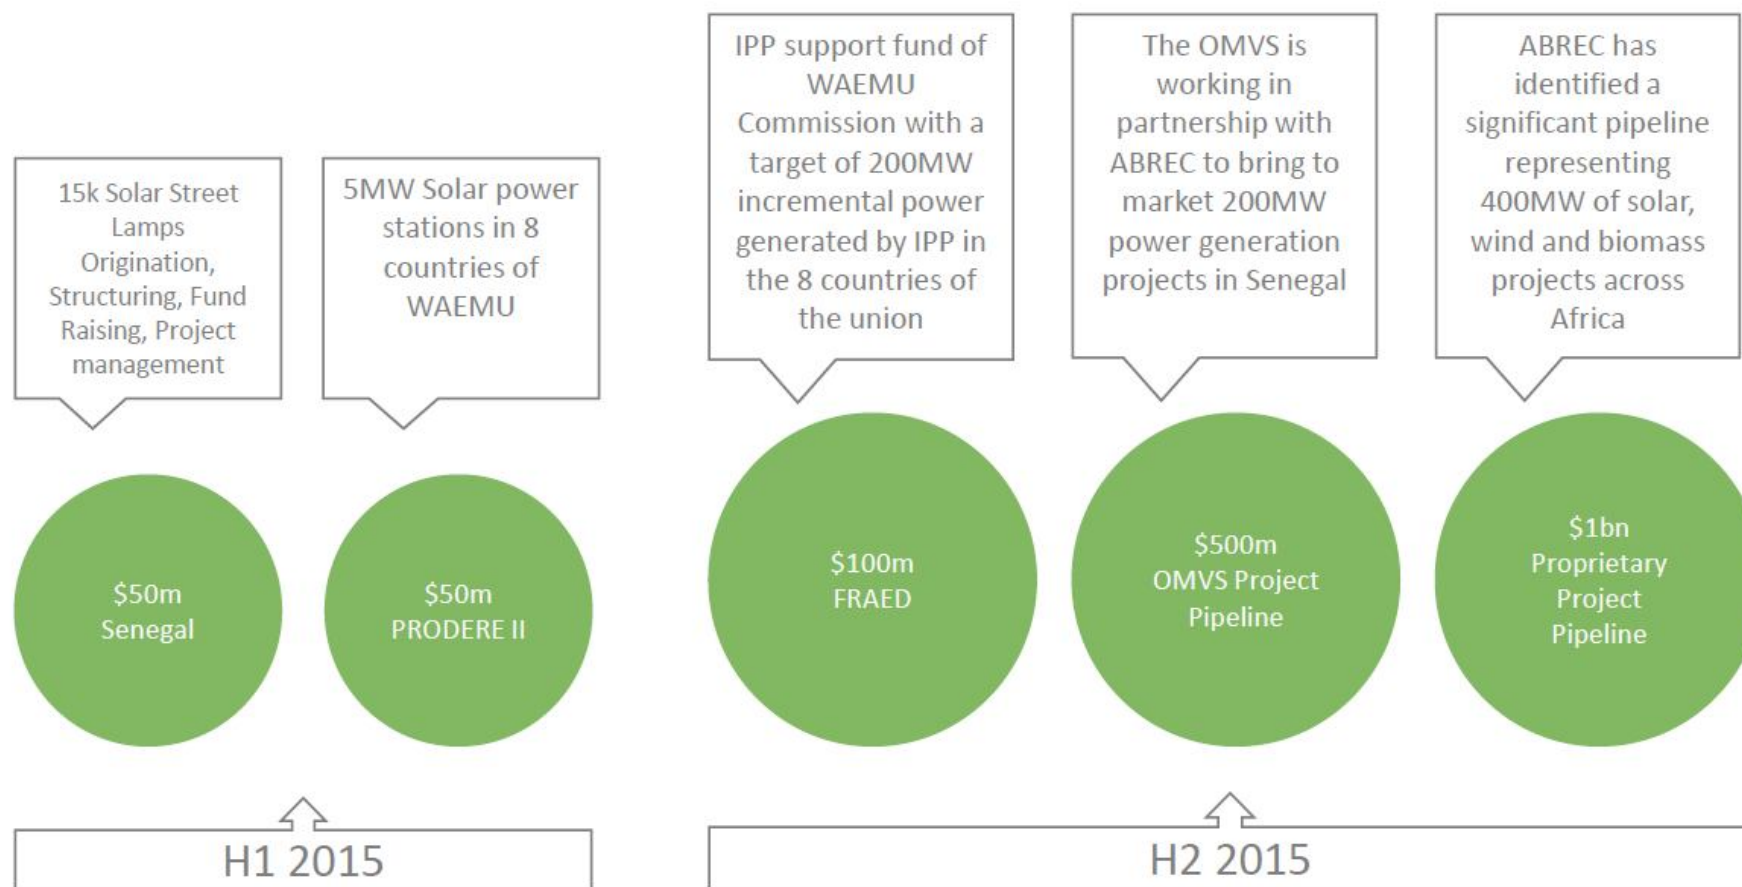 15k Solar Street
Lamps
Origination,
Structuring, Fund
Raising, Project
management
5MW Solar power
stations in 8
countries of
WAEMU
IPP support fund of
WAEMU
Commission with a
target of 200MW
incremental power
generated by IPP in
the 8 countries of
the union
The OMVS is
working in
partnership with
ABREC to bring to
market 200MW
power generation
projects in Senegal
ABREC has
identified a
significant pipeline
representing
400MW of solar,
wind and biomass
projects across
Africa
$50m
Senegal
$50m
PRODERE II
$100m
FRAED
$500m
OMVS Project
Pipeline
$1bn
Proprietary
Project
Pipeline
H1 2015
H2 2015